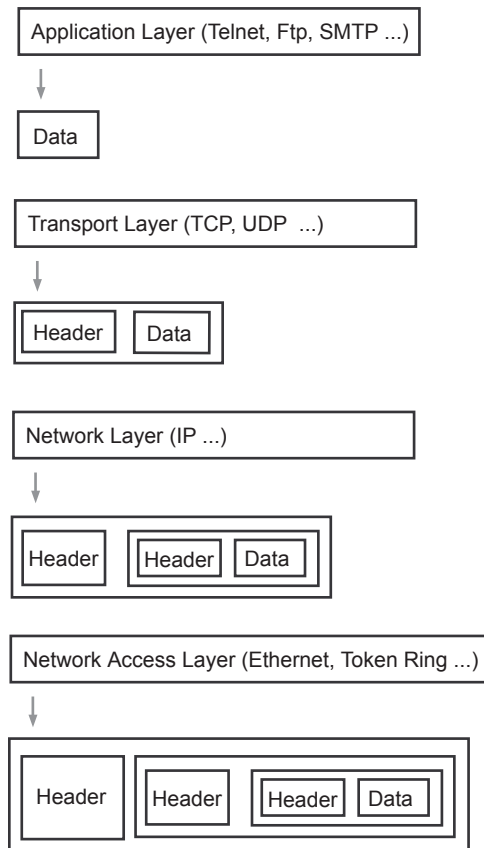 Application Layer (Telnet, Ftp, SMTP ...)
Data
Transport Layer (TCP, UDP ...)
Header Data
Network Layer (IP ...)
Header Header Data
Network Access Layer (Ethernet, Token Ring ...)
Header Header Header Data